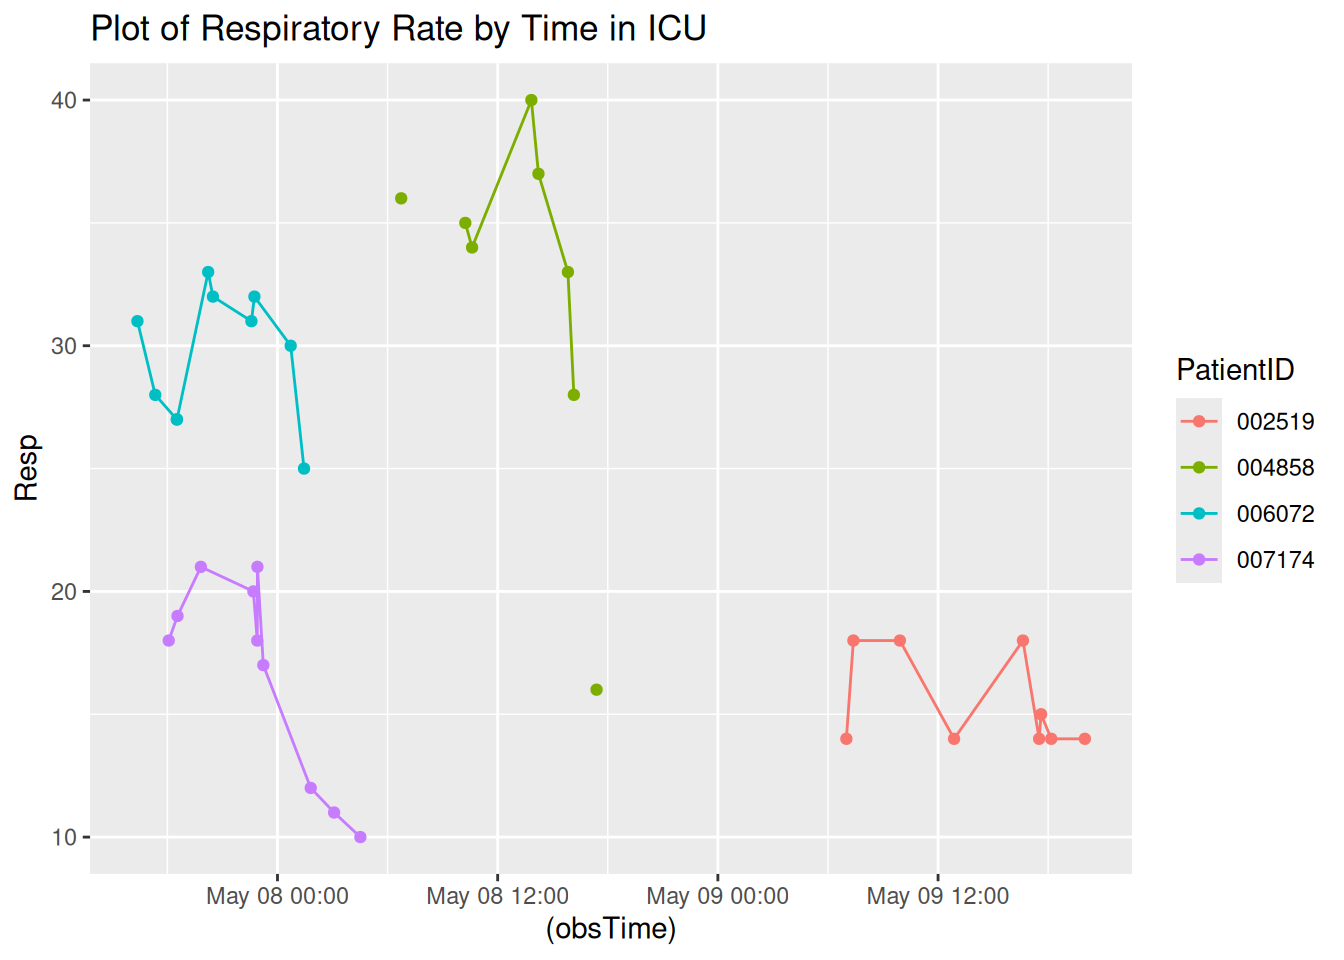 Plot of Respiratory Rate by Time in ICU
40
30
20
10
Resp
May 08 00:00
May 08 12:00
May 09 00:00
May 09 12:00
(obsTime)
PatientID
002519
004858
006072
007174